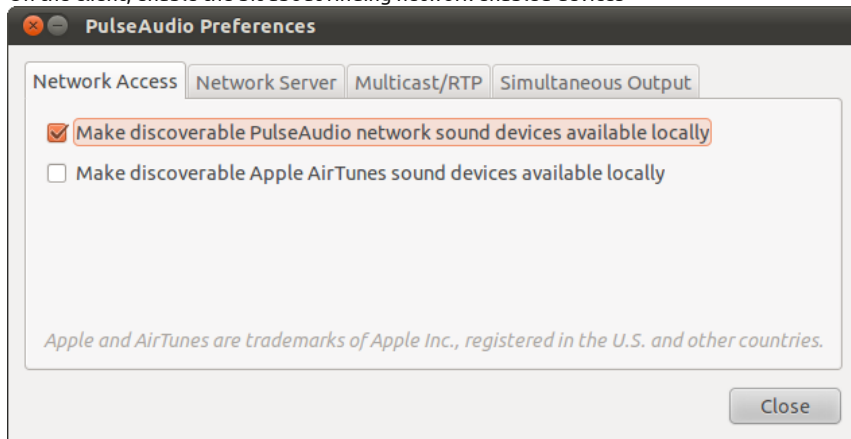 PulseAudio Preferences
Network Access Network Server Multicast/RTP Simultaneous Output
Make discoverable PulseAudio network sound devices available locally
Make discoverable Apple AirTunes sound devices available locally
Apple and AirTunes are trademarks of Apple Inc., registered in the U.S. and other countries.
Close